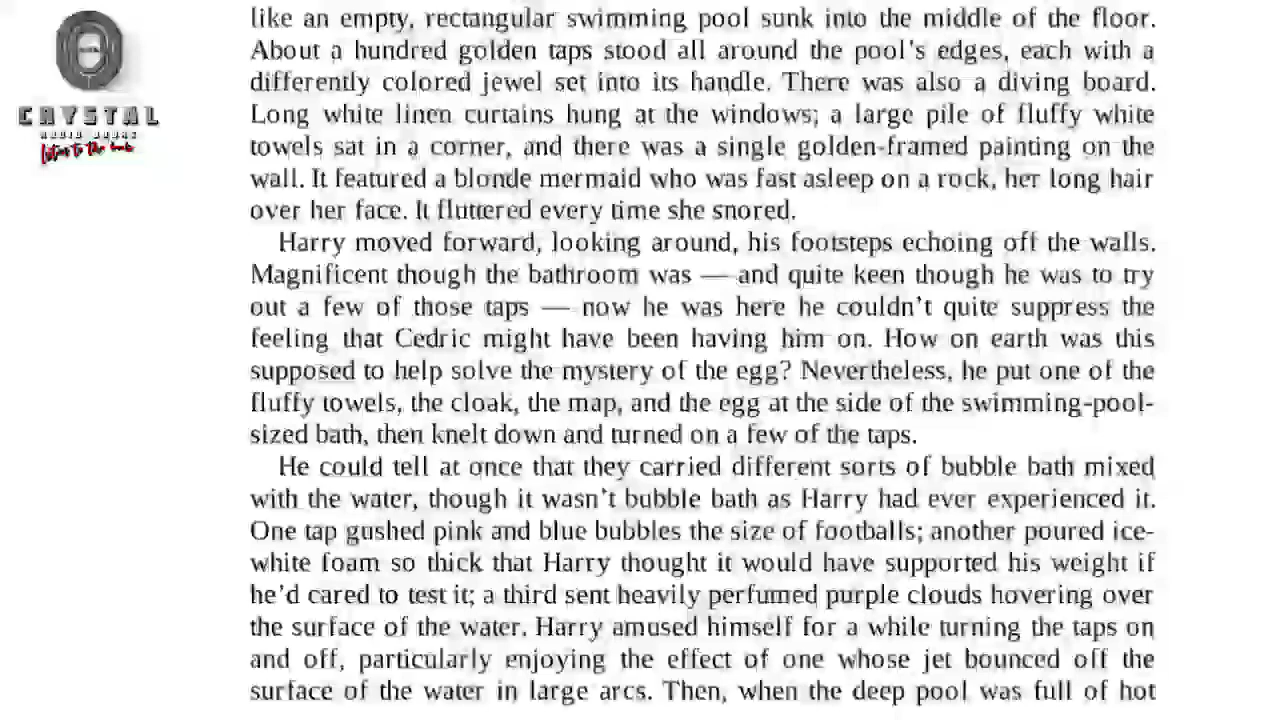 like an empty, rectangular swimming pool sunk into the middle of the floor.
About a hundred golden taps stood all around the pool's edges, each with a
differently colored jewel set into its handle. There was also a diving board.
Long white linen curtains hung at the windows; a large pile of fluffy white
towels sat in a corner, and there was a single golden-framed painting on the
wall. It featured a blonde mermaid who was fast asleep on a rock, her long hair
over her face. It fluttered every time she snored.
Harry moved forward, looking around, his footsteps echoing off the walls.
Magnificent though the bathroom was — and quite keen though he was to try
out a few of those taps — now he was here he couldn't quite suppress the
feeling that Cedric might have been having him on. How on earth was this
supposed to help solve the mystery of the egg? Nevertheless, he put one of the
fluffy towels, the cloak, the map, and the egg at the side of the swimming-pool-
sized bath, then knelt down and turned on a few of the taps.
He could tell at once that they carried different sorts of bubble bath mixed
with the water, though it wasn't bubble bath as Harry had ever experienced it.
One tap gushed pink and blue bubbles the size of footballs; another poured ice-
white foam so thick that Harry thought it would have supported his weight if
he'd cared to test it; a third sent heavily perfumed purple clouds hovering over
the surface of the water. Harry amused himself for a while turning the taps on
and off, particularly enjoying the effect of one whose jet bounced off the
surface of the water in large arcs. Then, when the deep pool was full of hot
CRYSTAL
AUDIO BOOKS
listen to the